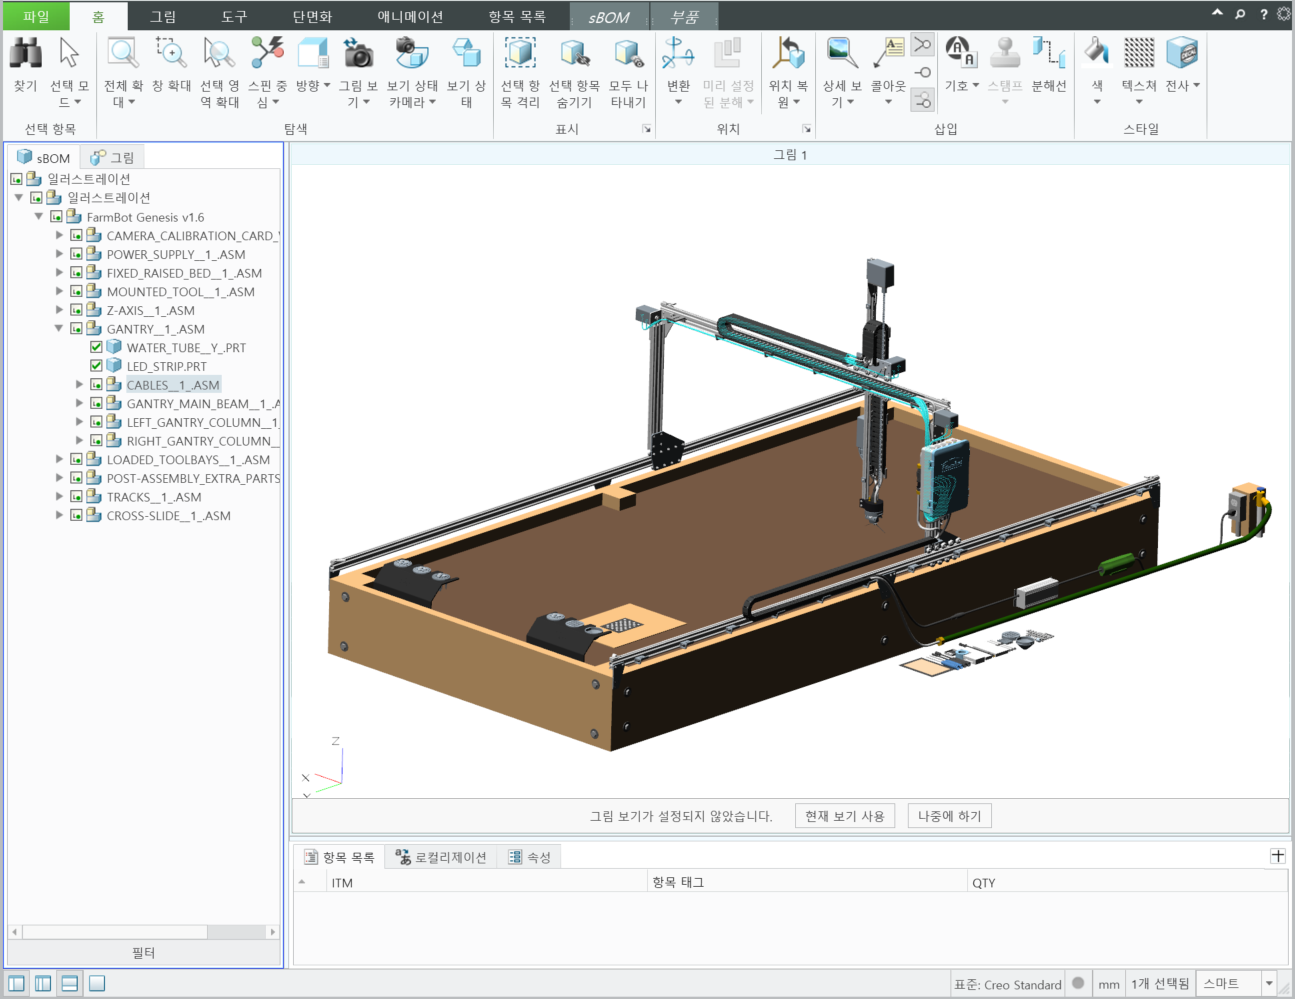 파일 홈 그림 도구 단면화 애니메이션 항목 목록 sBOM 부품
찾기 선택 모드 전체 확대 창 확대 선택 영역 확대 스핀 중심 방향 그림 보기 보기 상태 카메라 보기 상태 선택 항목 격리 선택 항목 숨기기 모두 나타내기 변환 미리 설정된 분해 위치 복원 상세 보기 콜아웃 기호 스탬프 분해선 색 텍스쳐 전사
선택 항목 탐색 표시 위치 삽입 스타일
sBOM 그림
그림 1
일러스트레이션
일러스트레이션
FarmBot Genesis v1.6
CAMERA_CALIBRATION_CARD_
POWER_SUPPLY__1_.ASM
FIXED_RAISED_BED__1_.ASM
MOUNTED_TOOL__1_.ASM
Z-AXIS__1_.ASM
GANTRY__1_.ASM
WATER_TUBE__Y_.PRT
LED_STRIP.PRT
CABLES__1_.ASM
GANTRY_MAIN_BEAM__1_.A
LEFT_GANTRY_COLUMN__1_
RIGHT_GANTRY_COLUMN__
LOADED_TOOLBAYS__1_.ASM
POST-ASSEMBLY_EXTRA_PARTS
TRACKS__1_.ASM
CROSS-SLIDE__1_.ASM
Z
X
그림 보기가 설정되지 않았습니다. 현재 보기 사용 나중에 하기
항목 목록 로컬리제이션 속성
ITM 항목 태그 QTY
필터
표준: Creo Standard mm 1개 선택됨 스마트